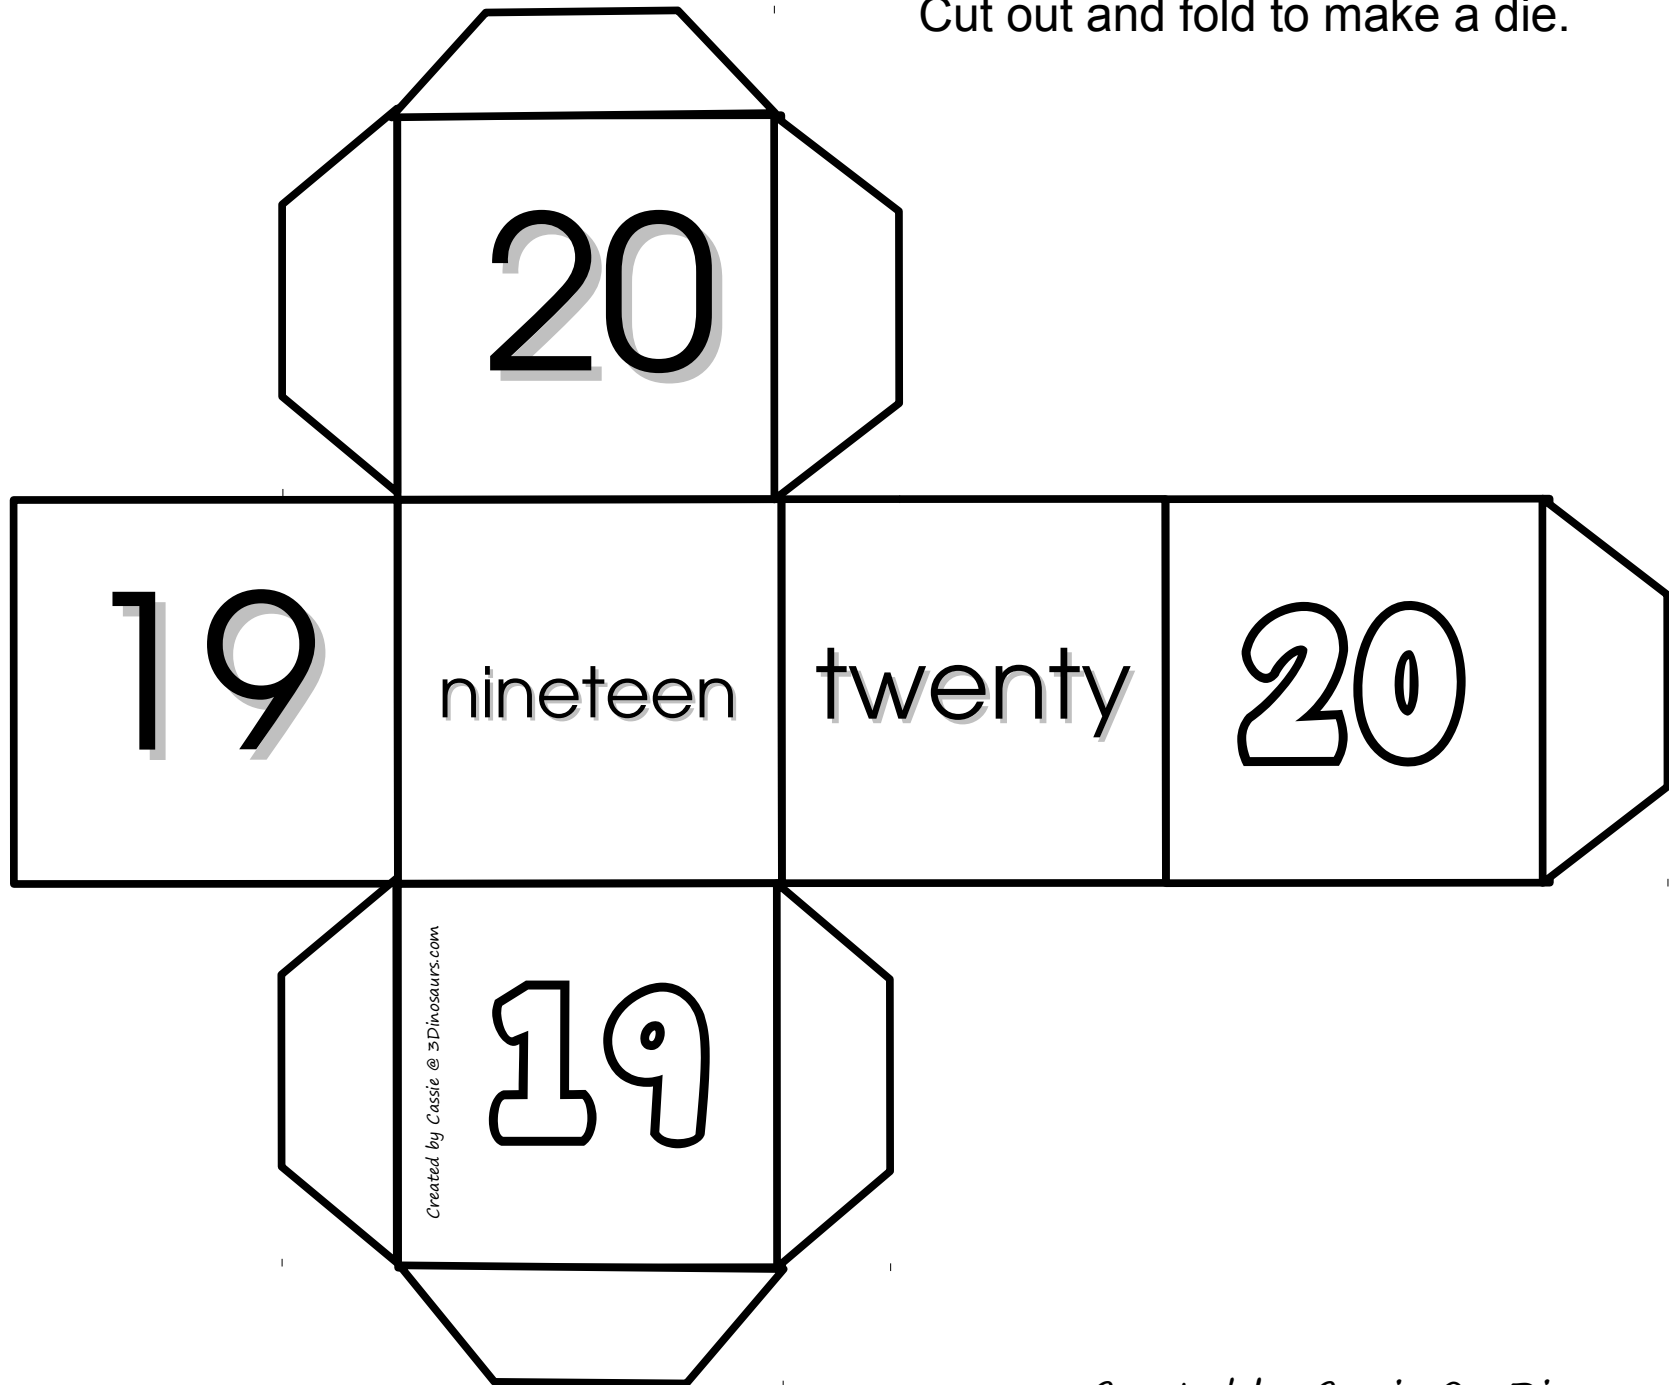 Cut out and fold to make a die.
20
19
nineteen
twenty
20
Created by Cassie @ 3Dinosaurs.com
19